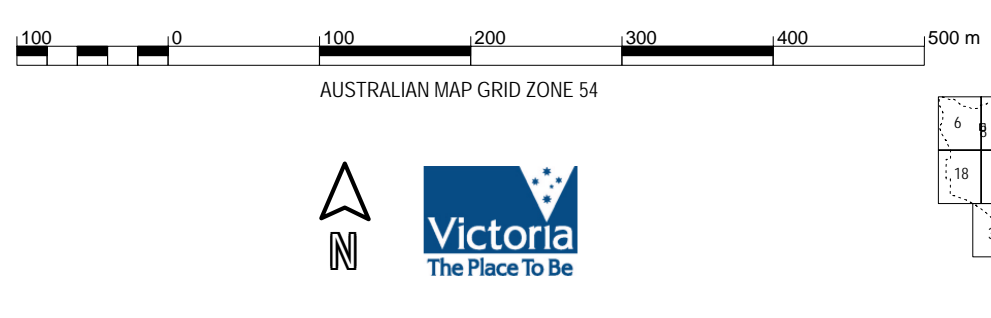 100 0 100 200 300 400 500 m
AUSTRALIAN MAP GRID ZONE 54
6
18
N
Victoria
The Place To Be